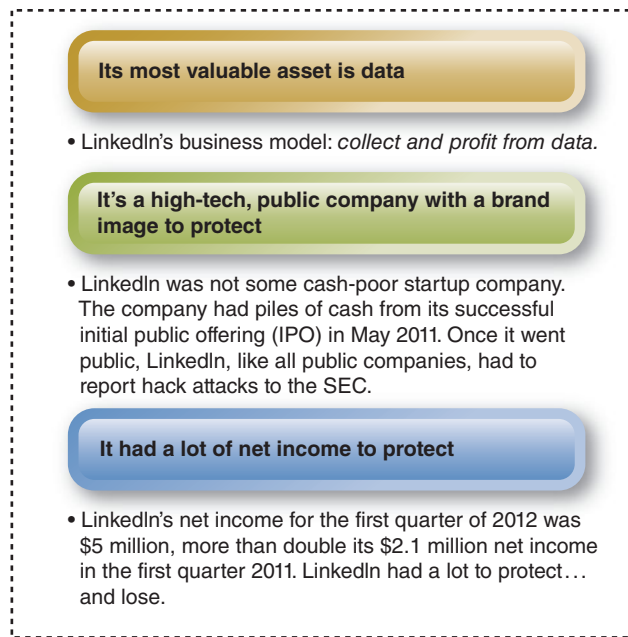 Its most valuable asset is data
• LinkedIn’s business model: collect and profit from data.
It’s a high-tech, public company with a brand
image to protect
• LinkedIn was not some cash-poor startup company.
The company had piles of cash from its successful
initial public offering (IPO) in May 2011. Once it went
public, LinkedIn, like all public companies, had to
report hack attacks to the SEC.
It had a lot of net income to protect
• LinkedIn’s net income for the first quarter of 2012 was
$5 million, more than double its $2.1 million net income
in the first quarter 2011. LinkedIn had a lot to protect…
and lose.